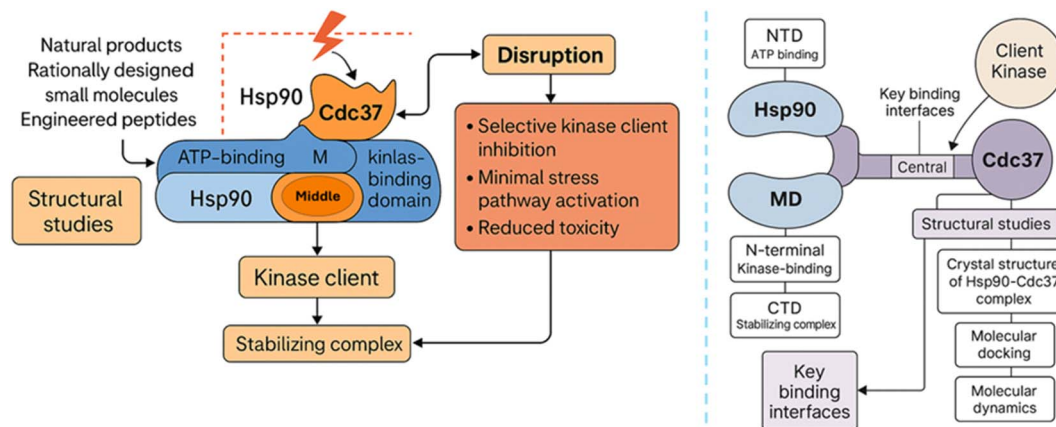 Natural products
Rationally designed
small molecules
Engineered peptides
Structural
studies
Hsp90
Cdc37
ATP-binding
M
kinlas-
binding
domain
Hsp90
Middle
Kinase client
Stabilizing complex
Disruption
• Selective kinase client
inhibition
• Minimal stress
pathway activation
• Reduced toxicity
NTD
ATP binding
Hsp90
MD
N-terminal
Kinase-binding
CTD
Stabilizing complex
Key binding
interfaces
Central
Client
Kinase
Cdc37
Structural studies
Crystal structure
of Hsp90-Cdc37
complex
Molecular
docking
Molecular
dynamics
Key
binding
interfaces